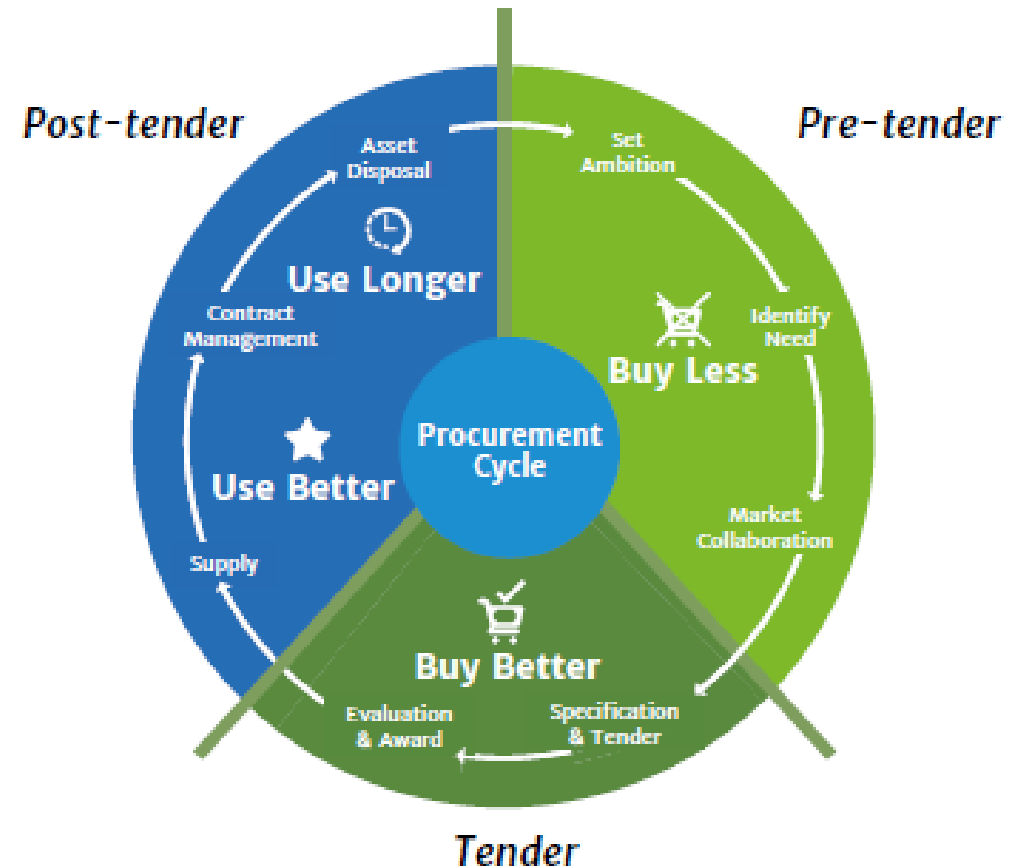 Post-tender
Pre-tender
Asset
Disposal
Set
Ambition
Use Longer
Contract
Management
Identify
Need
Buy Less
Procurement
Cycle
Use Better
Market
Collaboration
Supply
Buy Better
Evaluation
& Award
Specification
& Tender
Tender